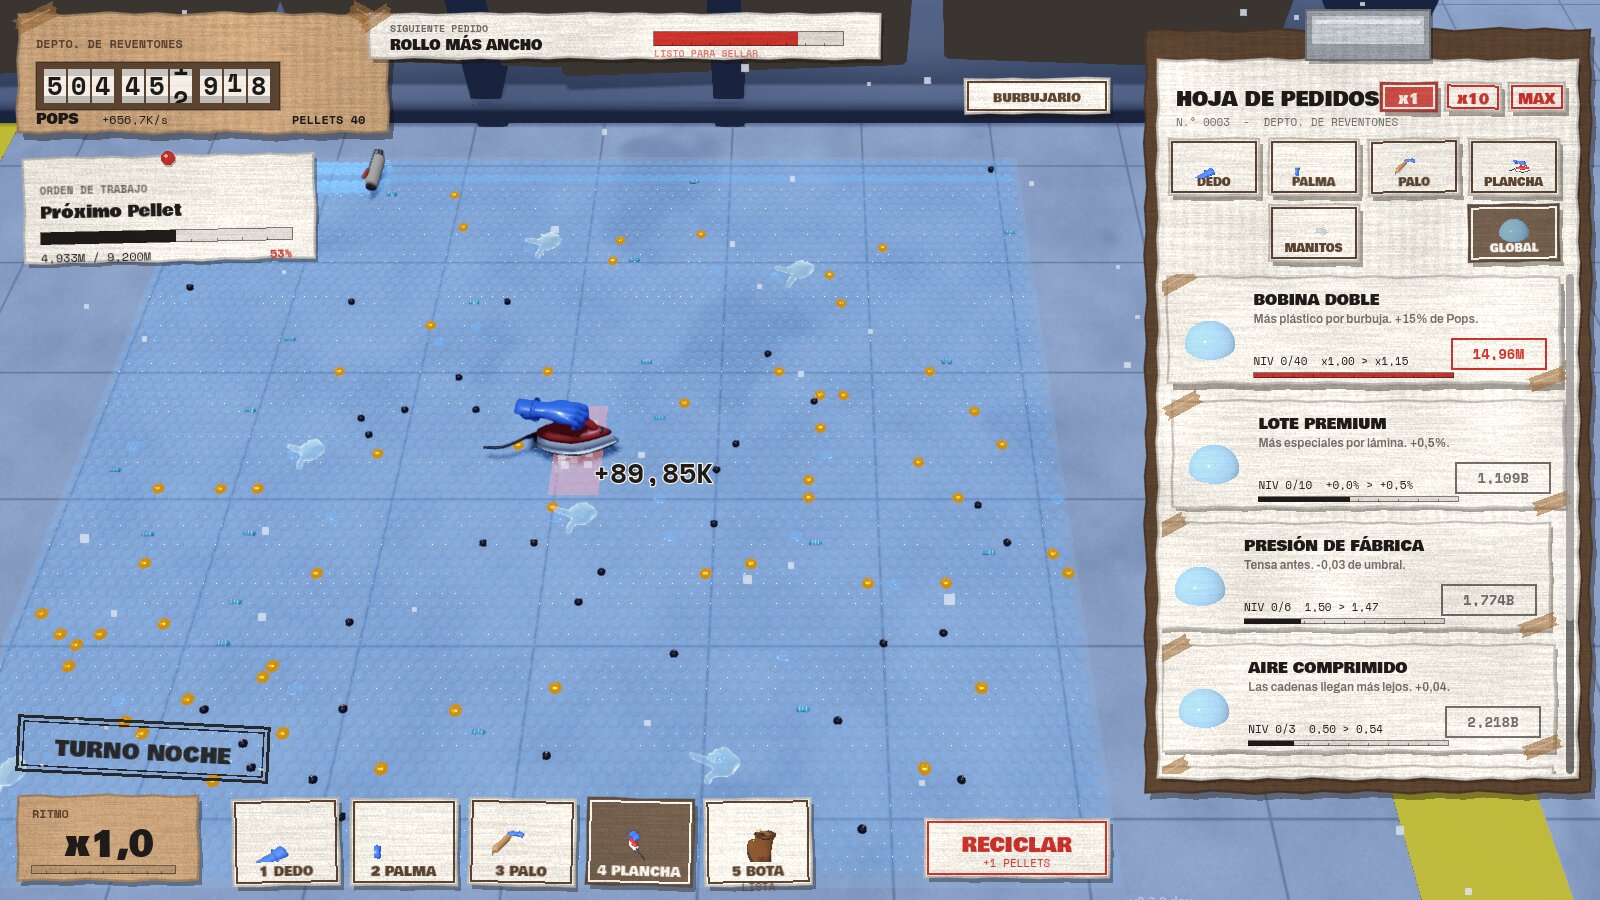 DEPTO. DE REVENTONES
504 45 918
POPS +656,7K/s PELLETS 40
SIGUIENTE PEDIDO
ROLLO MÁS ANCHO
LISTO PARA SELLAR
BURBUJARIO
ORDEN DE TRABAJO
Próximo Pellet
4,933M / 9,200M 53%
+89,85K
TURNO NOCHE
RITMO
x1,0
1 DEDO
2 PALMA
3 PALO
4 PLANCHA
5 BOTA
LISTA
RECICLAR
+1 PELLETS
HOJA DE PEDIDOS x1 x10 MAX
N.° 0003 - DEPTO. DE REVENTONES
DEDO PALMA PALO PLANCHA
MANITOS GLOBAL
BOBINA DOBLE
Más plástico por burbuja. +15% de Pops.
NIV 0/40 x1,00 > x1,15 14,96M
LOTE PREMIUM
Más especiales por lámina. +0,5%.
NIV 0/10 +0,0% > +0,5% 1,109B
PRESIÓN DE FÁBRICA
Tensa antes. -0,03 de umbral.
NIV 0/6 1,50 > 1,47 1,774B
AIRE COMPRIMIDO
Las cadenas llegan más lejos. +0,04.
NIV 0/3 0,50 > 0,54 2,218B